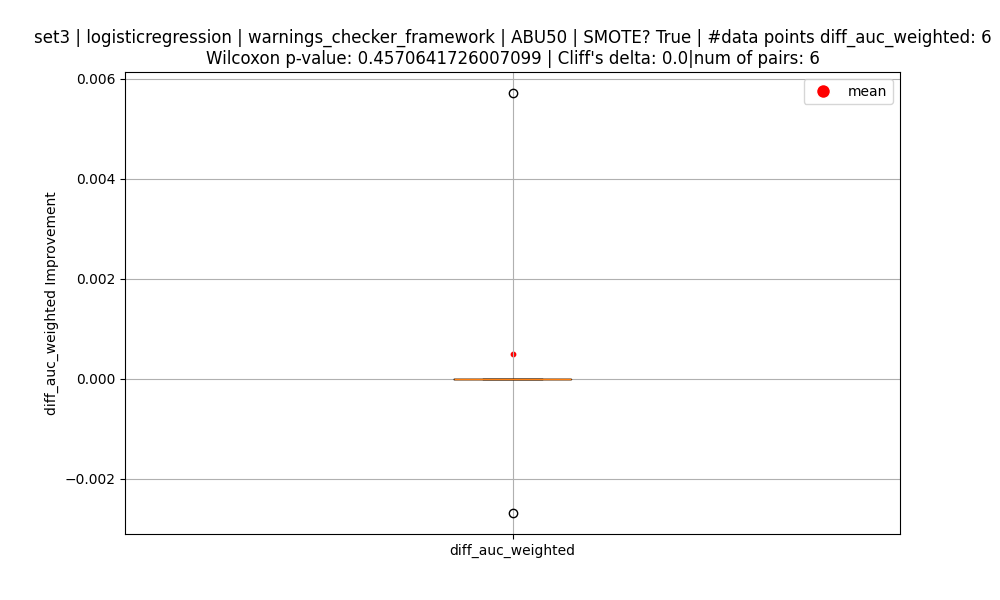 set3 | logisticregression | warnings_checker_framework | ABU50 | SMOTE? True | #data points diff_auc_weighted: 6
Wilcoxon p-value: 0.4570641726007099 | Cliff's delta: 0.0|num of pairs: 6
mean
0.006
0.004
0.002
0.000
−0.002
diff_auc_weighted Improvement
diff_auc_weighted